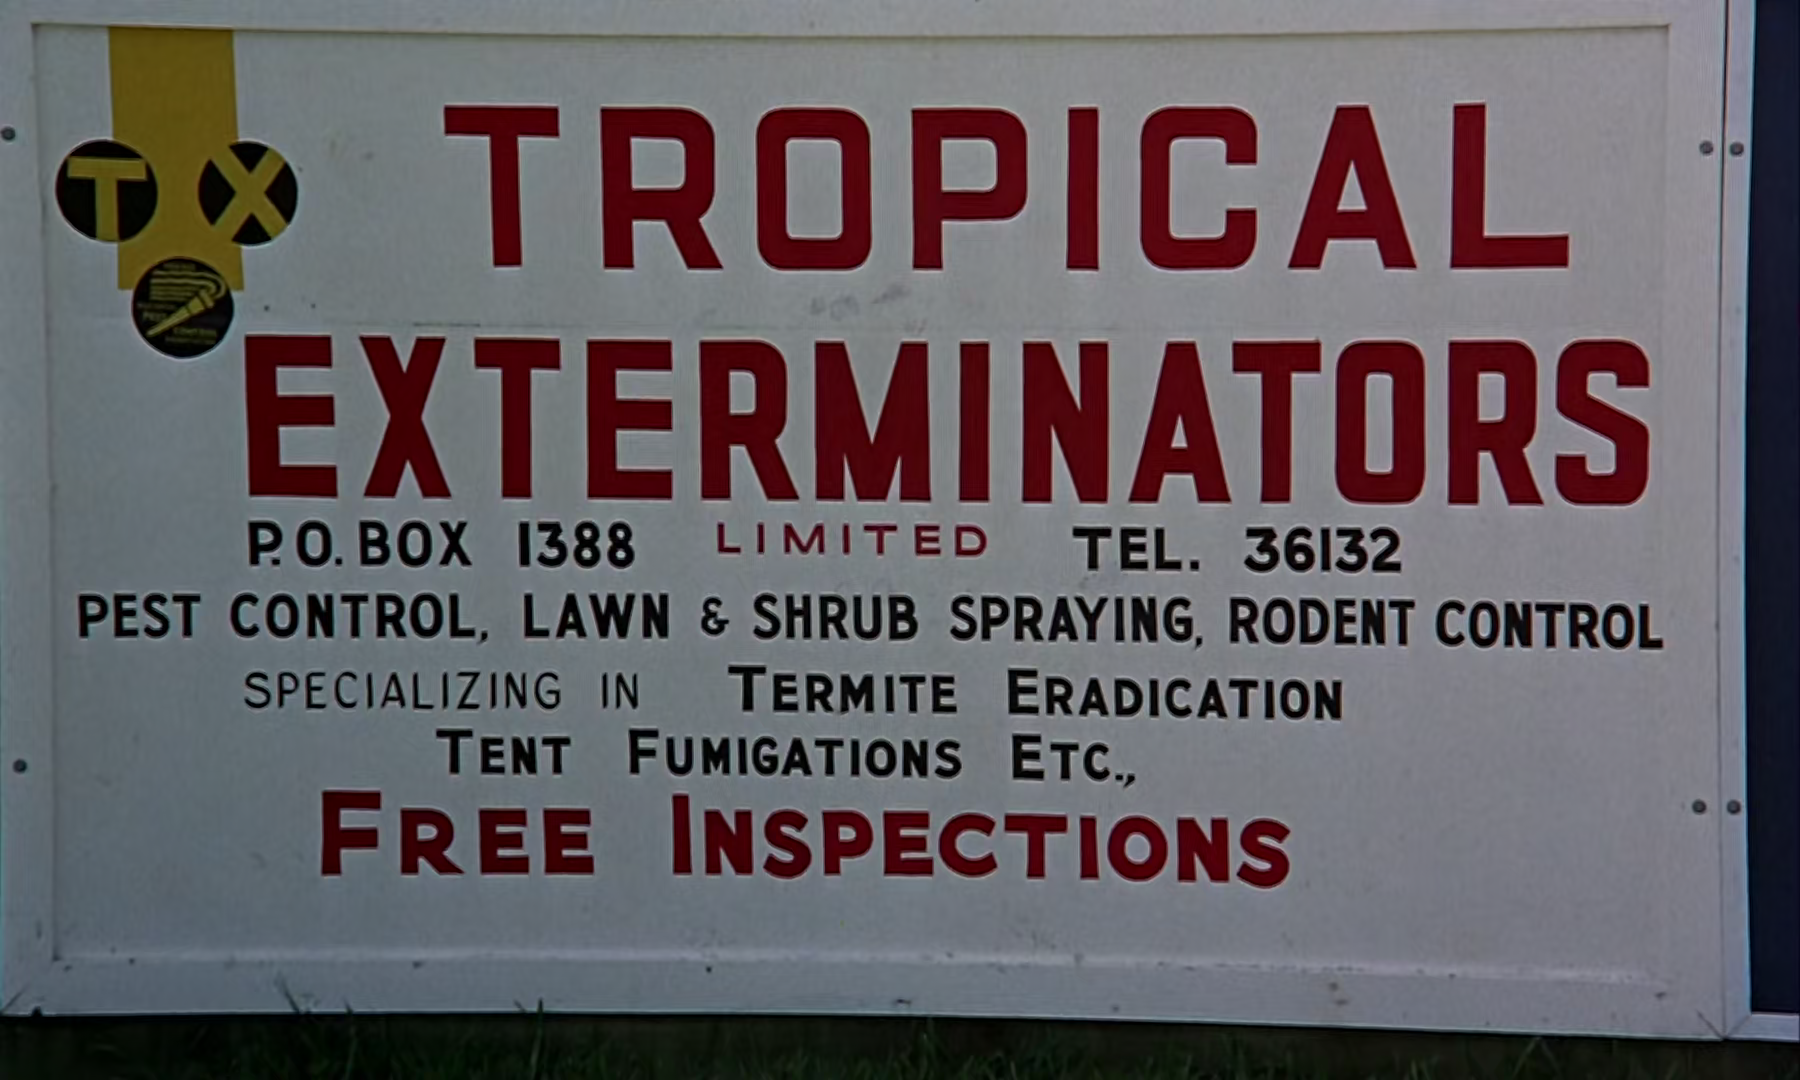 T X
TROPICAL
EXTERMINATORS
P.O. BOX 1388 LIMITED TEL. 36132
PEST CONTROL, LAWN & SHRUB SPRAYING, RODENT CONTROL
SPECIALIZING IN TERMITE ERADICATION
TENT FUMIGATIONS ETC.,
FREE INSPECTIONS